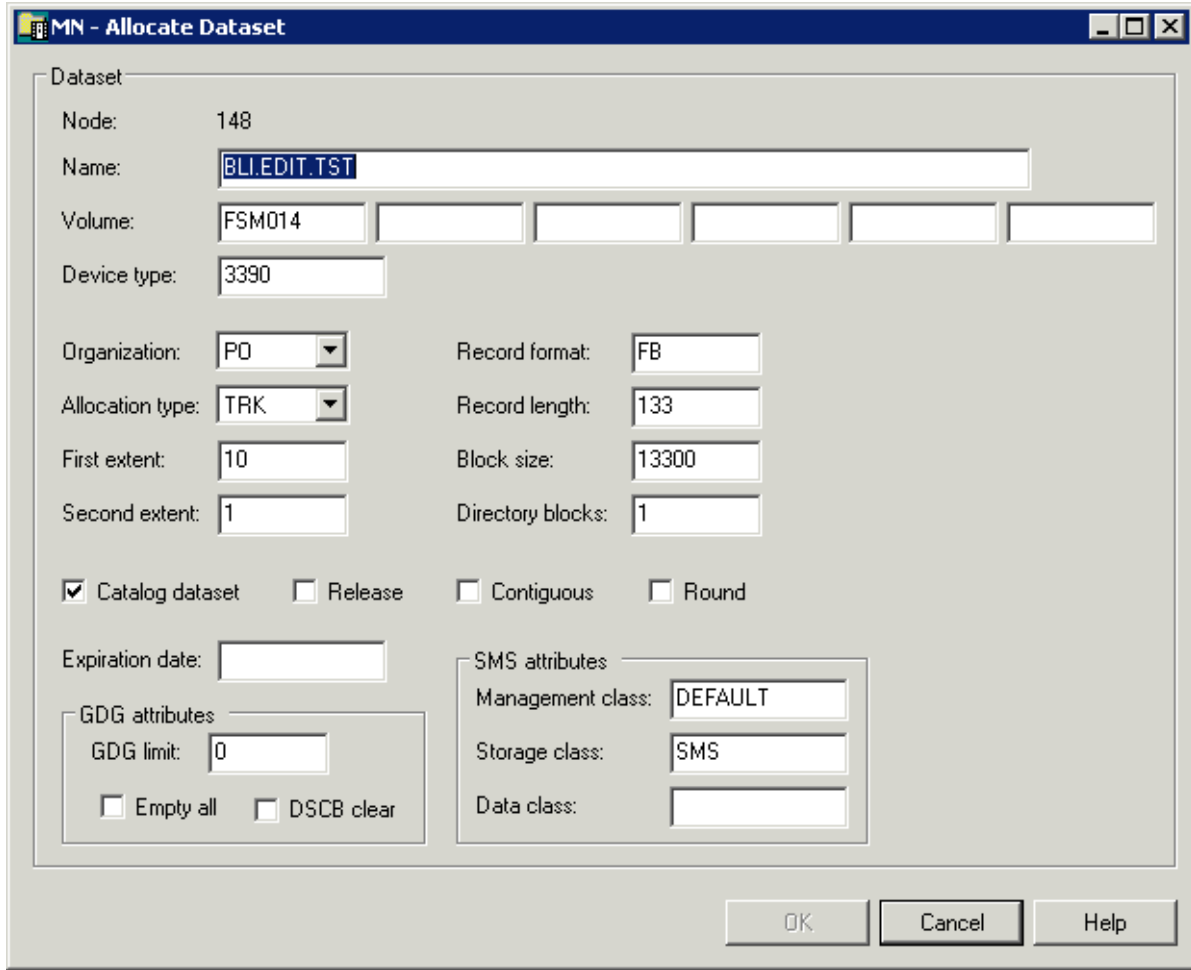 MN - Allocate Dataset
Dataset
Node: 148
Name: BLI.EDIT.TST
Volume: FSM014
Device type: 3390
Organization: PO Record format: FB
Allocation type: TRK Record length: 133
First extent: 10 Block size: 13300
Second extent: 1 Directory blocks: 1
Catalog dataset Release Contiguous Round
Expiration date:
SMS attributes
Management class: DEFAULT
GDG attributes
GDG limit: 0
Storage class: SMS
Empty all DSCB clear
Data class:
OK Cancel Help